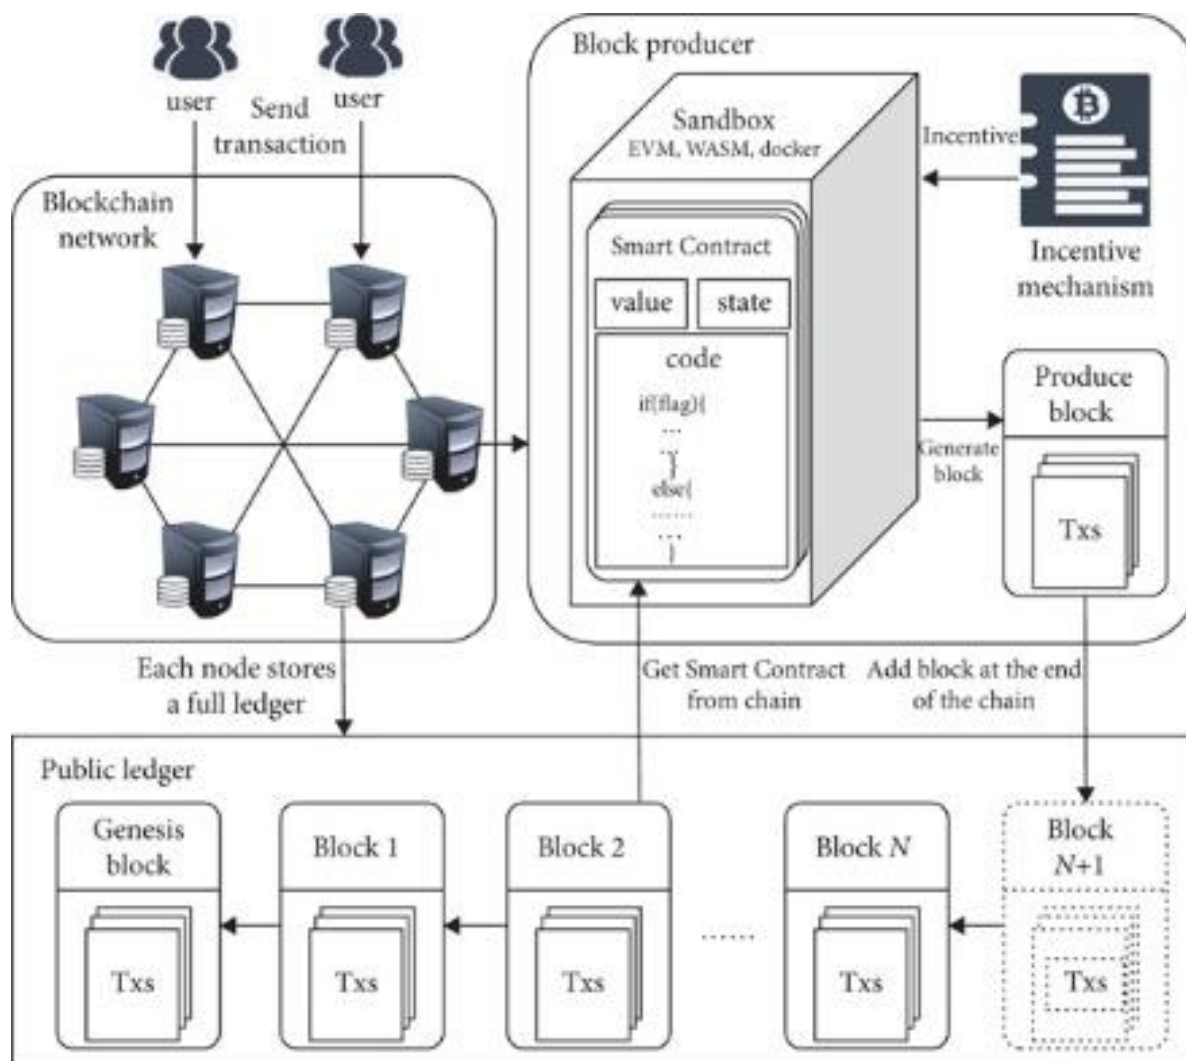 user
user
Send
transaction
Blockchain
network
Each node stores
a full ledger
Block producer
Sandbox
EVM, WASM, docker
Smart Contract
value
state
code
if(flag){
...
...
}
else{
......
...
}
Incentive
Incentive
mechanism
Generate
block
Produce
block
Txs
Get Smart Contract
from chain
Add block at the end
of the chain
Public ledger
Genesis
block
Txs
Block 1
Txs
Block 2
Txs
......
Block N
Txs
Block
N+1
Txs